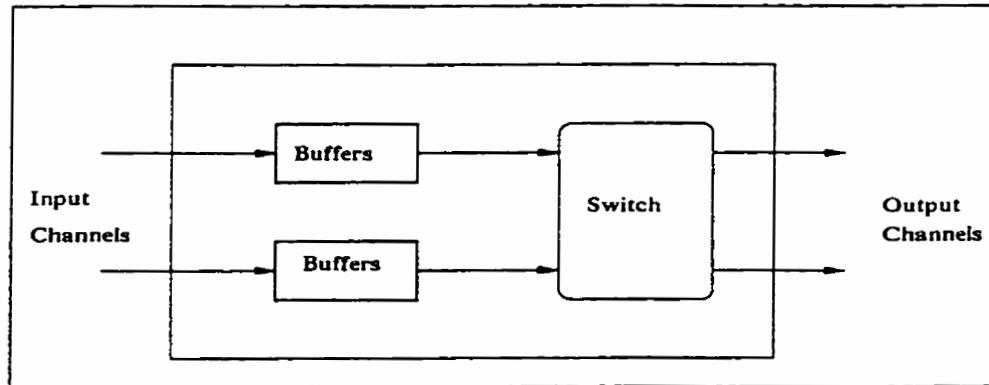 Buffers
Input
Channels
Switch
Output
Channels
Buffers